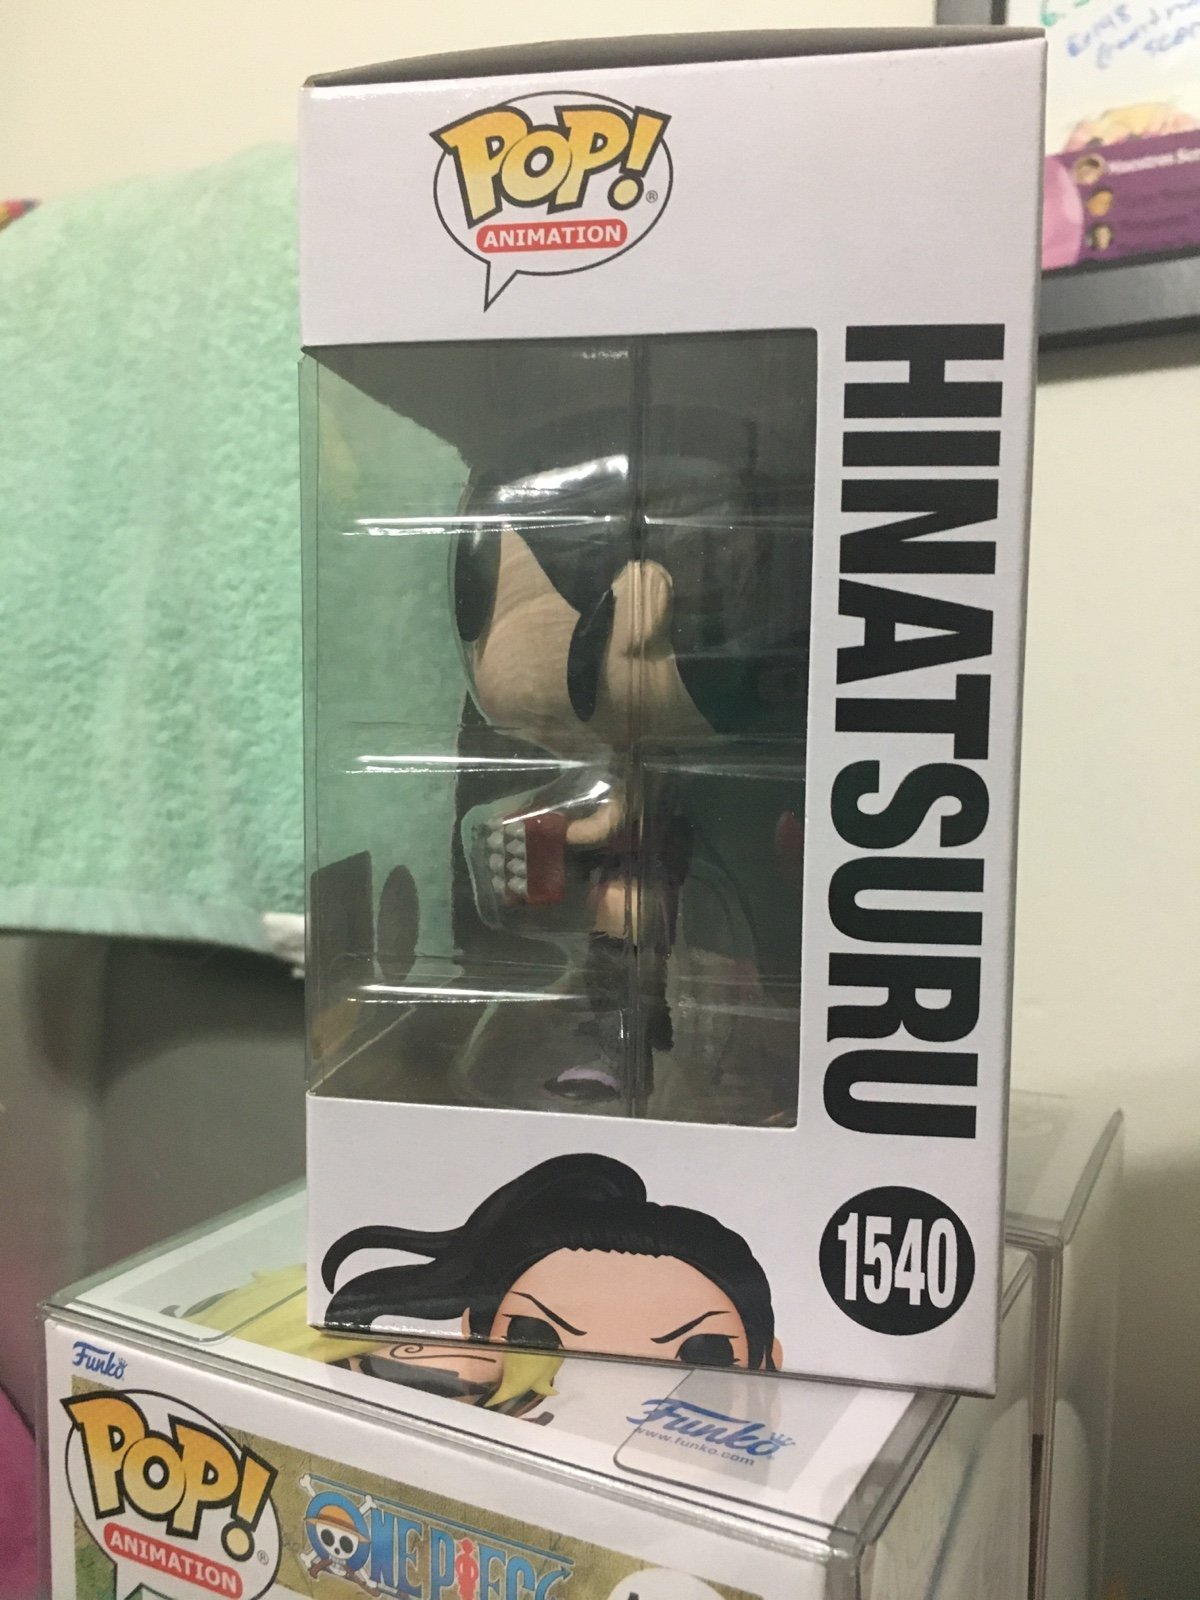 POP!
®
ANIMATION
HINATSURU
1540
Funko
POP!
®
ANIMATION
ONE PIECE
Funko
www.funko.com